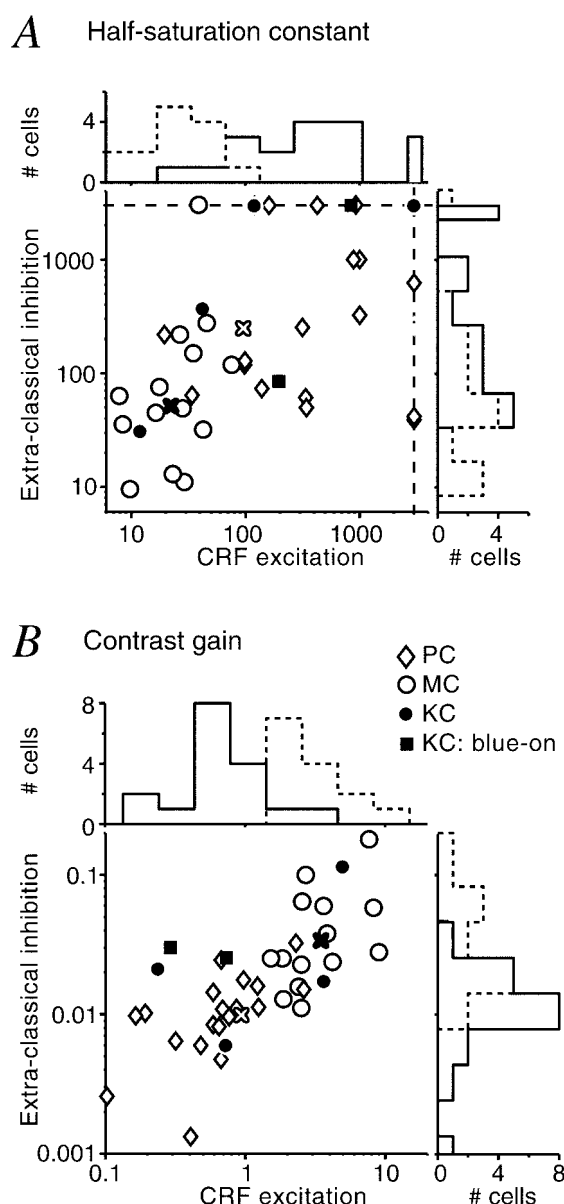 A Half-saturation constant
# cells
4
0
Extra-classical inhibition
1000
100
10
10 100 1000
CRF excitation
0 4
# cells
B Contrast gain
PC
MC
KC
KC: blue-on
# cells
8
4
0
Extra-classical inhibition
0.1
0.01
0.001
0.1 1 10
CRF excitation
0 4 8
# cells